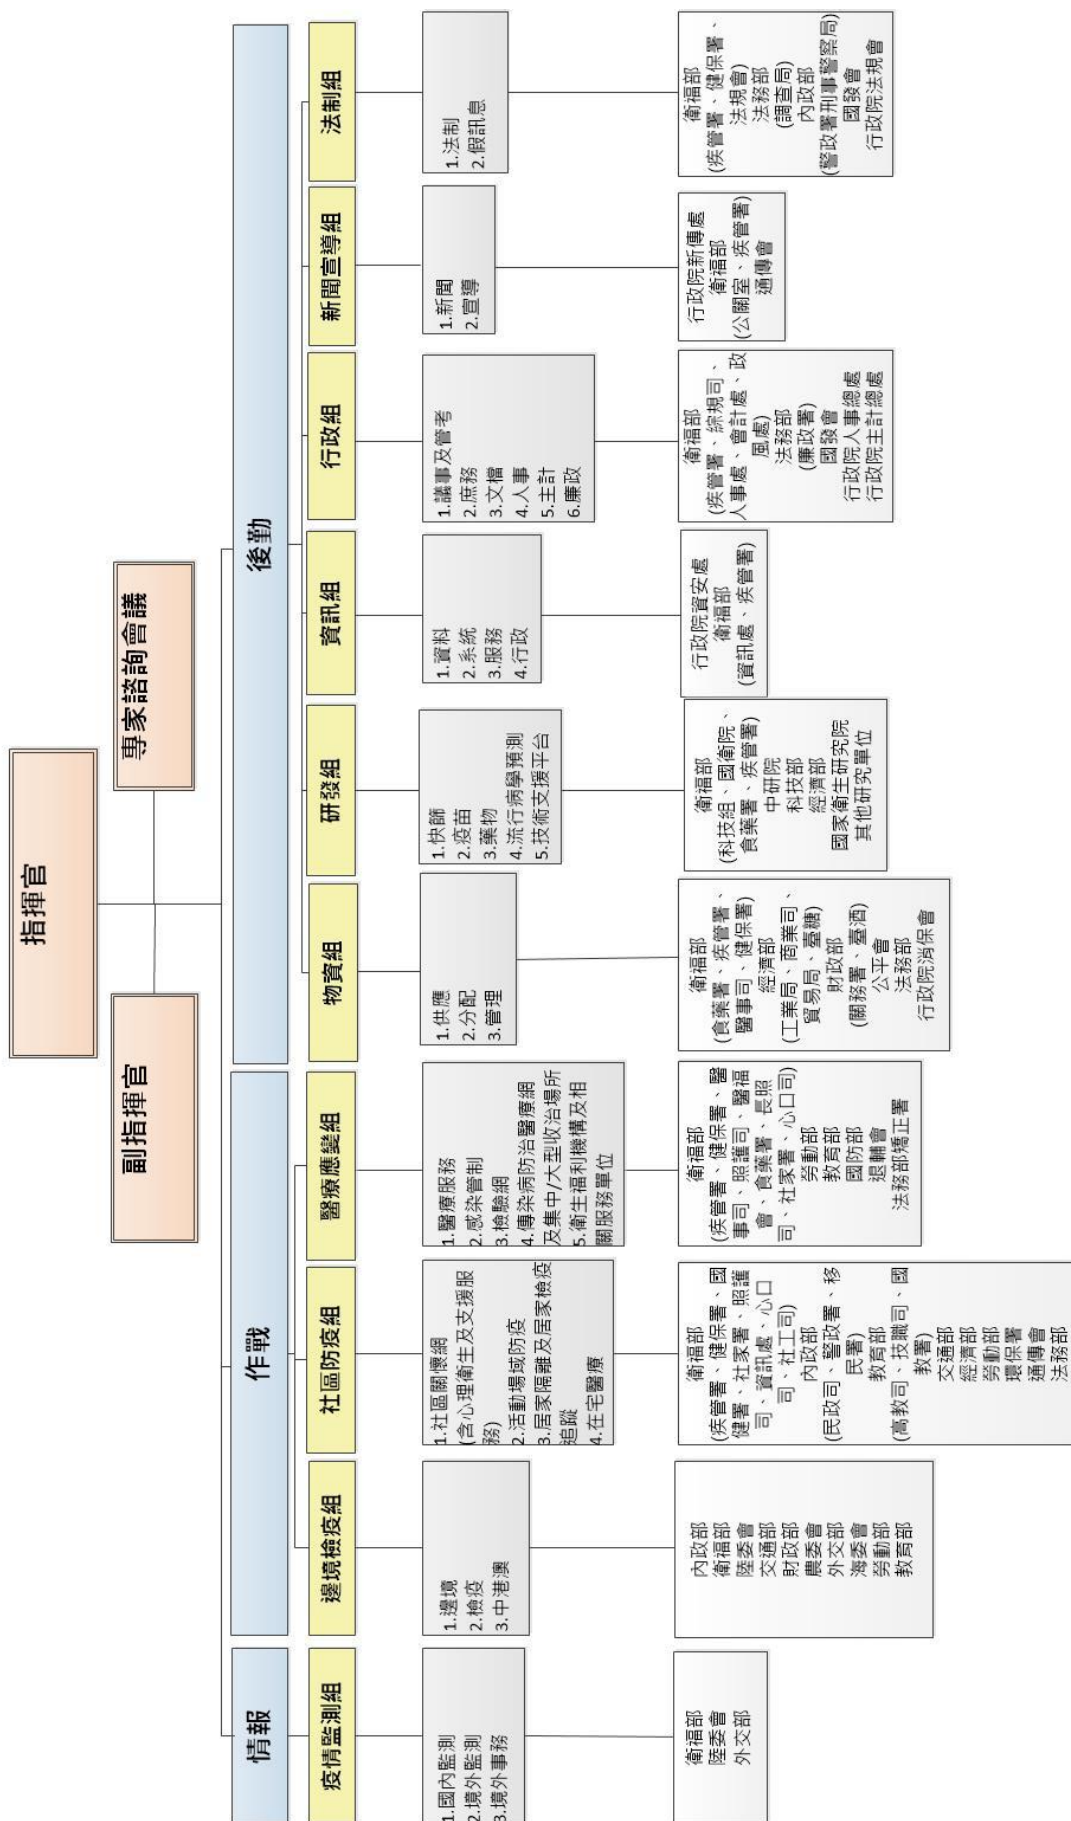 指揮官
副指揮官
專家諮詢會議
情報
作戰
後勤
疫情監測組
1.國內監測
2.境外監測
3.境外事務
衛福部
陸委會
外交部
邊境檢疫組
1.邊境
2.檢疫
3.中港澳
內政部
衛福部
陸委會
交通部
財政部
農委會
外交部
海委會
勞動部
教育部
社區防疫組
1.社區關懷網
(含心理衛生及支援服
務)
2.活動場域防疫
3.居家隔離及居家檢疫
追蹤
4.在宅醫療
衛福部
(疾管署、健保署、國
健署、社家署、照護
司、資訊處、心口
司、社工司)
內政部
(民政司、警政署、移
民署)
教育部
(高教司、技職司、國
教署)
交通部
經濟部
勞動部
環保署
通傳會
法務部
醫療應變組
1.醫療服務
2.感染管制
3.檢驗網
4.傳染病防治醫療網
及集中/大型收治場所
5.衛生福利機構及相
關服務單位
衛福部
(疾管署、健保署、醫
事司、照護司、醫福
會、食藥署、長照
司、社家署、心口司)
勞動部
教育部
國防部
退輔會
法務部矯正署
物資組
1.供應
2.分配
3.管理
衛福部
(食藥署、疾管署、
醫事司、健保署)
經濟部
(工業局、商業司、
貿易局、臺糖)
財政部
(關務署、臺酒)
公平會
法務部
行政院消保會
研發組
1.快篩
2.疫苗
3.藥物
4.流行病學預測
5.技術支援平台
衛福部
(科技組、國衛院、
食藥署、疾管署)
中研院
科技部
經濟部
國家衛生研究院
其他研究單位
資訊組
1.資料
2.系統
3.服務
4.行政
行政院資安處
衛福部
(資訊處、疾管署)
行政組
1.議事及管考
2.庶務
3.文檔
4.人事
5.主計
6.廉政
衛福部
(疾管署、綜規司、
人事處、會計處、政
風處)
法務部
(廉政署)
國發會
行政院人事總處
行政院主計總處
新聞宣導組
1.新聞
2.宣導
行政院新傳處
衛福部
(公關室、疾管署)
通傳會
法制組
1.法制
2.假訊息
衛福部
(疾管署、健保署、
法規會)
法務部
(調查局)
內政部
(警政署刑事警察局)
國發會
行政院法規會